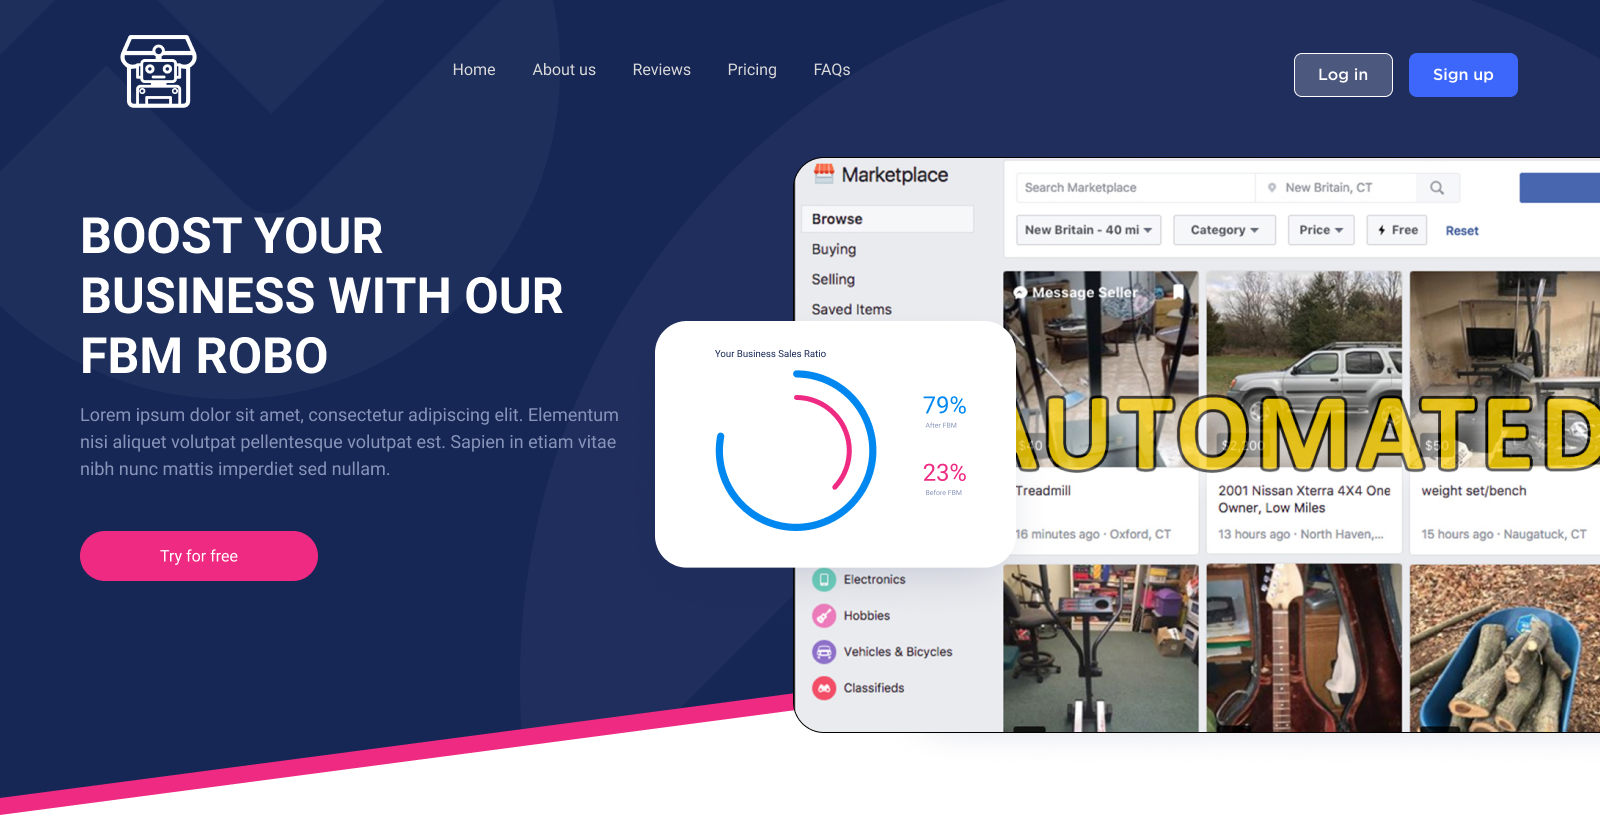 Home About us Reviews Pricing FAQs
Log in Sign up
BOOST YOUR
BUSINESS WITH OUR
FBM ROBO
Lorem ipsum dolor sit amet, consectetur adipiscing elit. Elementum
nisi aliquet volutpat pellentesque volutpat est. Sapien in etiam vitae
nibh nunc mattis imperdiet sed nullam.
Try for free
Your Business Sales Ratio
79%
After FBM
23%
Before FBM
Marketplace
Browse
Buying
Selling
Saved Items
Electronics
Hobbies
Vehicles & Bicycles
Classifieds
Search Marketplace New Britain, CT
New Britain - 40 mi Category Price Free Reset
Message Seller
AUTOMATED
$40 $2,100 $50
Treadmill
16 minutes ago · Oxford, CT
2001 Nissan Xterra 4X4 One
Owner, Low Miles
13 hours ago · North Haven,...
weight set/bench
15 hours ago · Naugatuck, CT